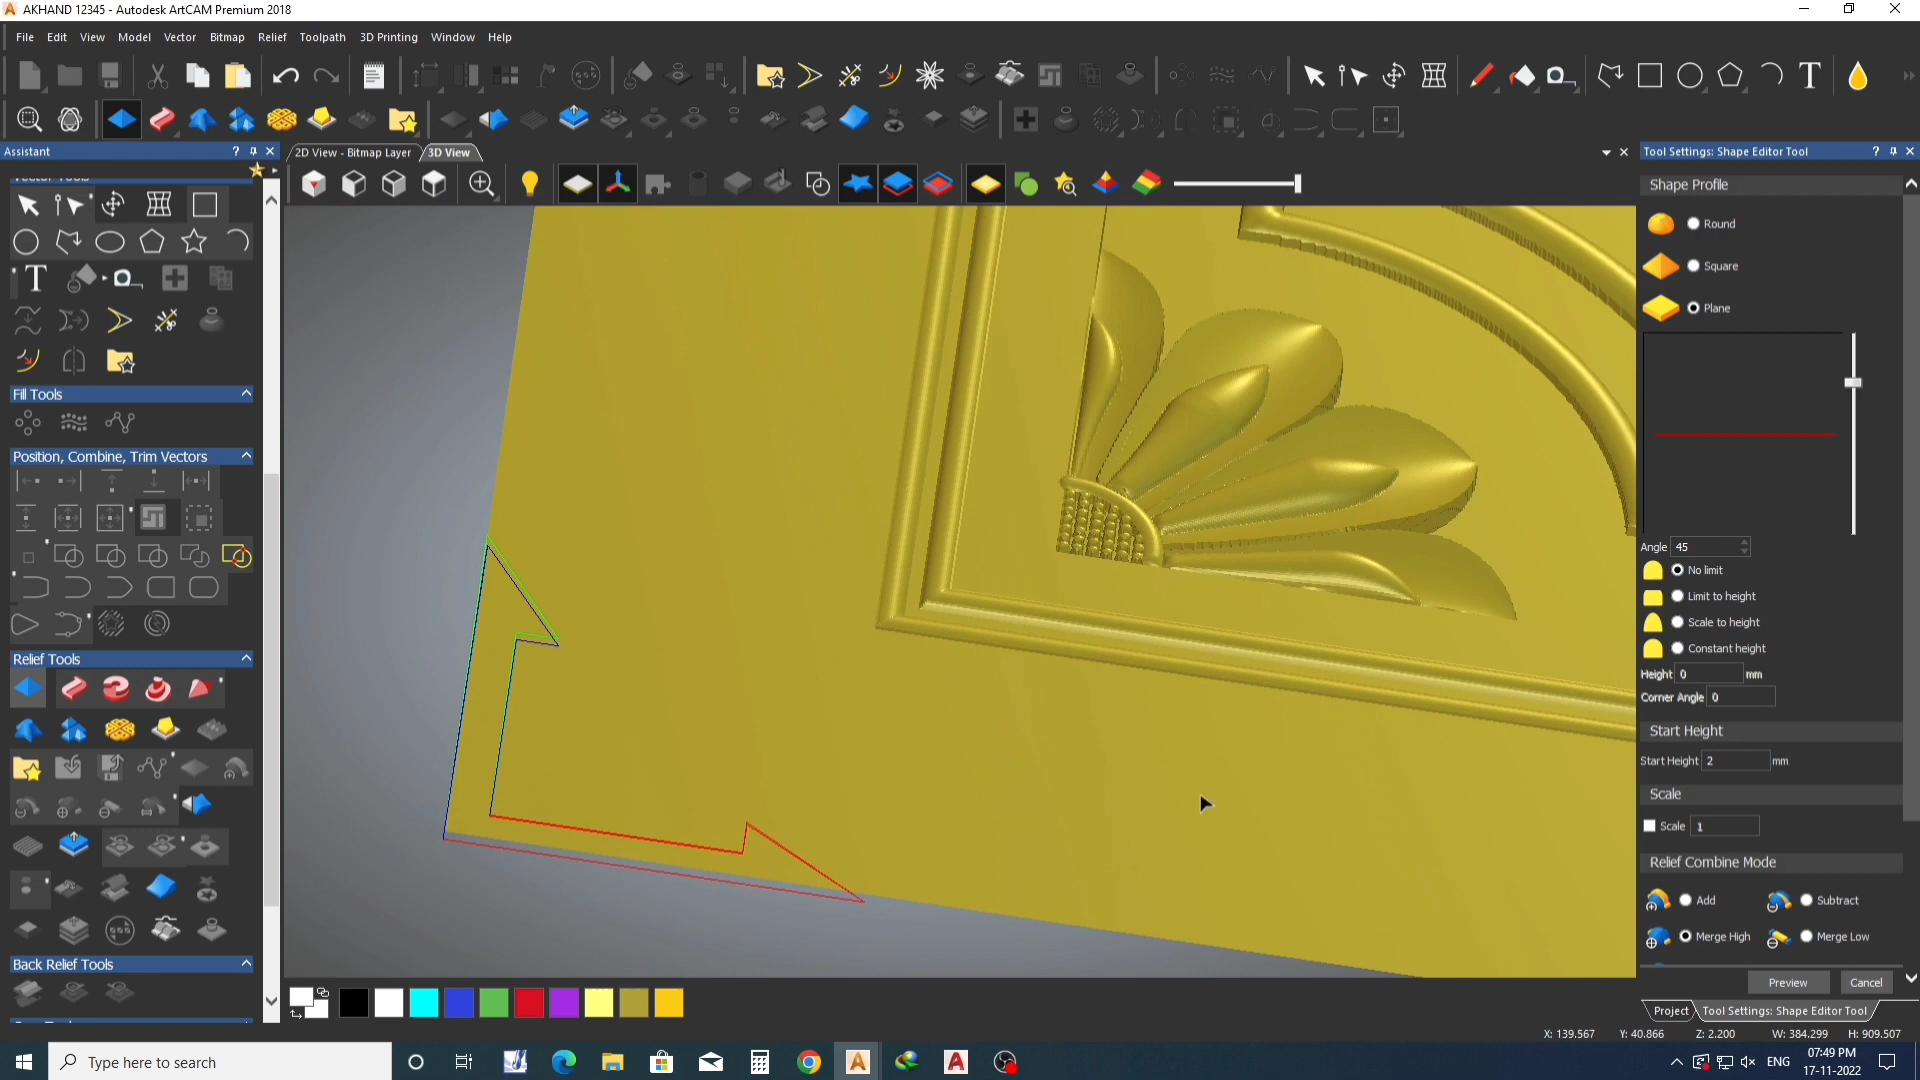 AKHAND 12345 - Autodesk ArtCAM Premium 2018
File Edit View Model Vector Bitmap Relief Toolpath 3D Printing Window Help
Assistant
2D View - Bitmap Layer
3D View
Tool Settings: Shape Editor Tool
Fill Tools
Position, Combine, Trim Vectors
Relief Tools
Back Relief Tools
Shape Profile
Round
Square
Plane
Angle 45
No limit
Limit to height
Scale to height
Constant height
Height 0 mm
Corner Angle 0
Start Height
Start Height 2 mm
Scale
Scale 1
Relief Combine Mode
Add Subtract
Merge High Merge Low
Preview Cancel
Project Tool Settings: Shape Editor Tool
X: 139.567 Y: 40.866 Z: 2.200 W: 384.299 H: 909.507
Type here to search
ENG
07:49 PM
17-11-2022